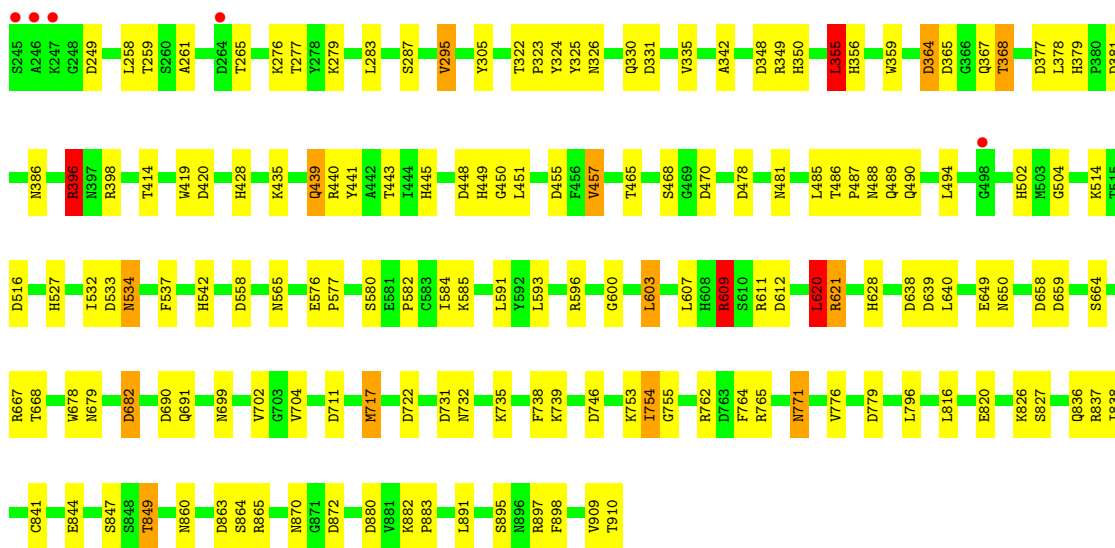 S245 A246 K247 G248 D249 L258 T259 S260 A261 D264 T265 K276 T277 Y278 K279 L283 S287 V295 Y305 T322 P323 Y324 Y325 N326 Q330 D331 V335 A342 D348 R349 H350 L355 H356 W359 D364 D365 G366 Q367 T368 D377 L378 H379 P380 D381
N386 R396 N397 R398 T414 W419 D420 H428 K435 Q439 R440 Y441 A442 T443 I444 H445 D448 H449 G450 L451 D455 F456 V457 T465 S468 G469 D470 D478 N481 L485 T486 P487 N488 Q489 Q490 L494 G498 H502 M503 G504 K514 T515
D516 H527 I532 D533 N534 F537 H542 D558 N565 E576 P577 S580 E581 P582 C583 I584 K585 L591 Y592 L593 R596 G600 L603 L607 H608 R609 S610 R611 D612 L620 R621 H628 D638 D639 L640 E649 N650 D658 D659 S664
R667 T668 W678 N679 D682 D690 Q691 N699 V702 G703 V704 D711 M717 D722 D731 N732 K735 F738 K739 D746 K753 I754 G755 R762 D763 F764 R765 N771 V776 D779 L796 L816 E820 K826 S827 Q836 R837
C841 E844 S847 S848 T849 N860 D863 S864 R865 N870 G871 D872 D880 V881 K882 P883 L891 S895 N896 R897 F898 V909 T910